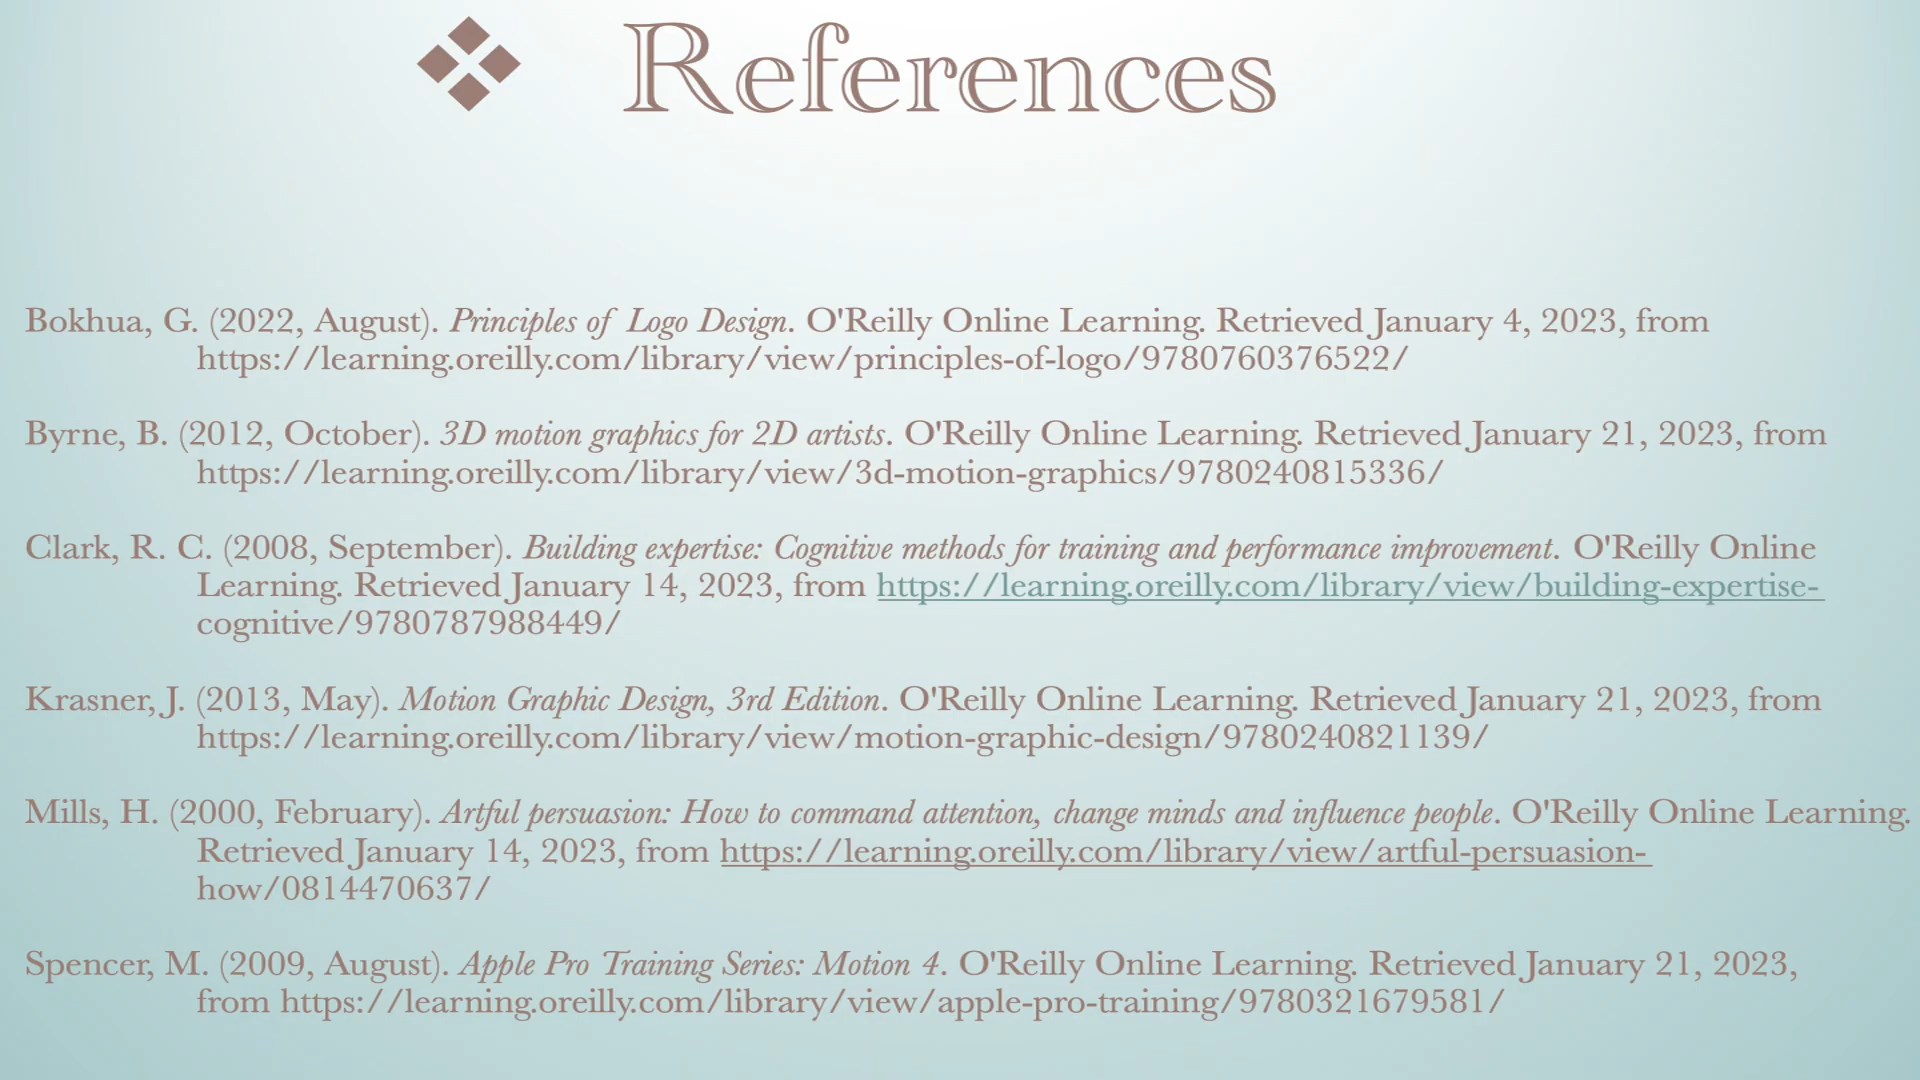 References
Bokhua, G. (2022, August). Principles of Logo Design. O'Reilly Online Learning. Retrieved January 4, 2023, from
https://learning.oreilly.com/library/view/principles-of-logo/9780760376522/
Byrne, B. (2012, October). 3D motion graphics for 2D artists. O'Reilly Online Learning. Retrieved January 21, 2023, from
https://learning.oreilly.com/library/view/3d-motion-graphics/9780240815336/
Clark, R. C. (2008, September). Building expertise: Cognitive methods for training and performance improvement. O'Reilly Online
Learning. Retrieved January 14, 2023, from https://learning.oreilly.com/library/view/building-expertise-
cognitive/9780787988449/
Krasner, J. (2013, May). Motion Graphic Design, 3rd Edition. O'Reilly Online Learning. Retrieved January 21, 2023, from
https://learning.oreilly.com/library/view/motion-graphic-design/9780240821139/
Mills, H. (2000, February). Artful persuasion: How to command attention, change minds and influence people. O'Reilly Online Learning.
Retrieved January 14, 2023, from https://learning.oreilly.com/library/view/artful-persuasion-
how/0814470637/
Spencer, M. (2009, August). Apple Pro Training Series: Motion 4. O'Reilly Online Learning. Retrieved January 21, 2023,
from https://learning.oreilly.com/library/view/apple-pro-training/9780321679581/